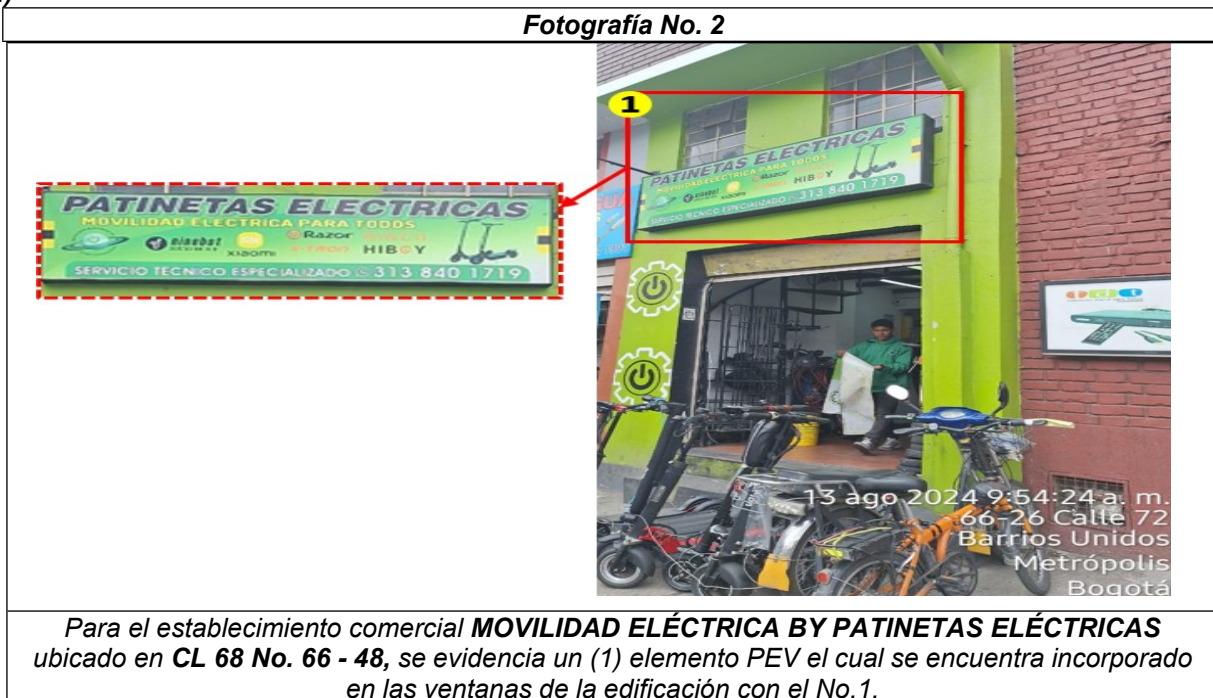 Fotografía No. 2
1
PATINETAS ELECTRICAS
MOVILIDAD ELECTRICA PARA TODOS
ninebot
xiaomi
Razor
HIBOY
SERVICIO TECNICO ESPECIALIZADO 313 840 1719
PATINETAS ELECTRICAS
MOVILIDAD ELECTRICA PARA TODOS
ninebot
xiaomi
Razor
HIBOY
SERVICIO TECNICO ESPECIALIZADO 313 840 1719
13 ago 2024 9:54:24 a. m.
66-26 Calle 72
Barrios Unidos
Metrópolis
Bogotá
Para el establecimiento comercial MOVILIDAD ELÉCTRICA BY PATINETAS ELÉCTRICAS
ubicado en CL 68 No. 66 - 48, se evidencia un (1) elemento PEV el cual se encuentra incorporado
en las ventanas de la edificación con el No.1.